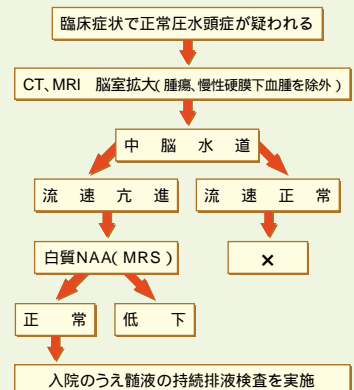 臨床症状で正常圧水頭症が疑われる
CT、MRI 脳室拡大(腫瘍、慢性硬膜下血腫を除外)
中脳水道
流速亢進 流速正常
白質NAA(MRS) ×
正常 低下
入院のうえ髄液の持続排液検査を実施